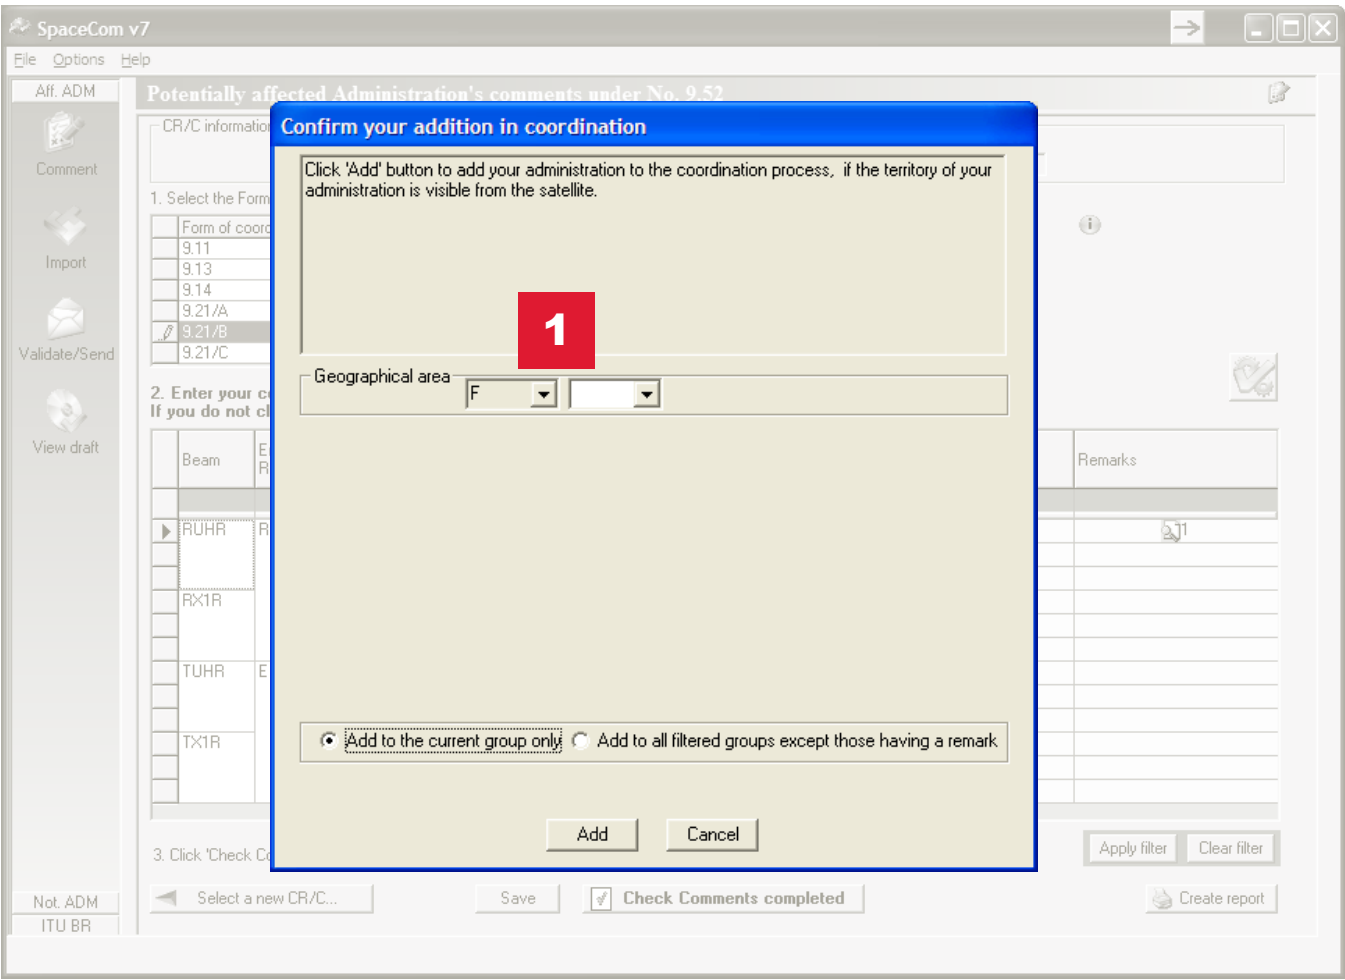 SpaceCom v7
File Options Help
Aff. ADM
Potentially affected Administration's comments under No. 9.52
Comment
Import
Validate/Send
View draft
Not. ADM
ITU BR
CR/C information
1. Select the Form
Form of coord
9.11
9.13
9.14
9.21/A
9.21/B
9.21/C
2. Enter your co
If you do not cl
Beam
E
R
Remarks
RUHR R
1
RX1R
TUHR E
TX1R
3. Click 'Check Co
Apply filter Clear filter
Select a new CR/C... Save Check Comments completed Create report
Confirm your addition in coordination
Click 'Add' button to add your administration to the coordination process, if the territory of your
administration is visible from the satellite.
1
Geographical area F
Add to the current group only Add to all filtered groups except those having a remark
Add Cancel